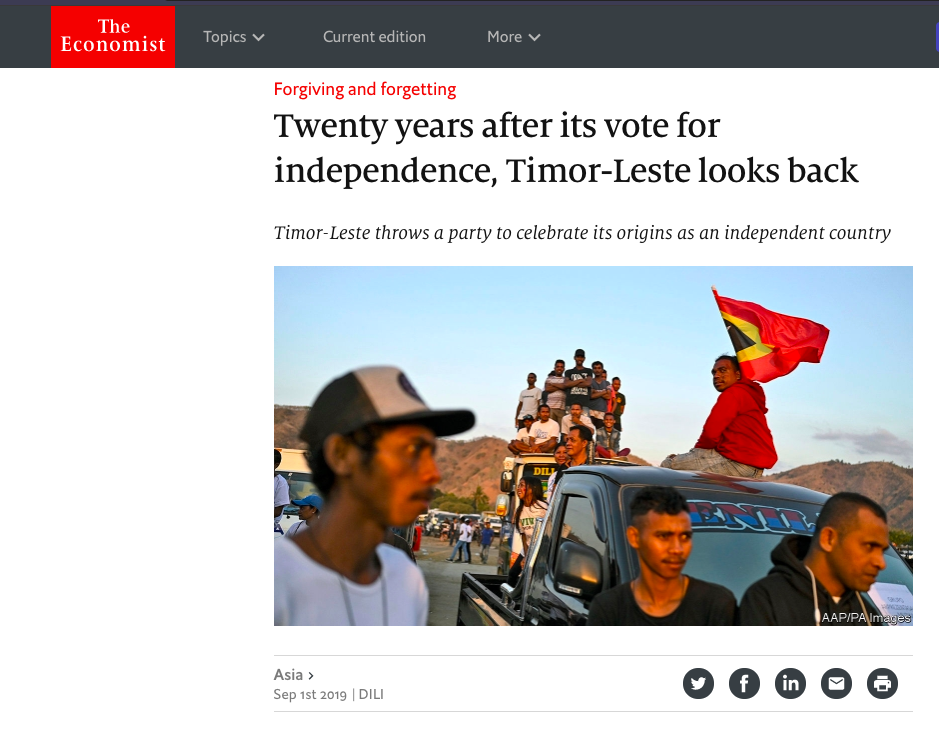 The
Economist
Topics
Current edition
More
Forgiving and forgetting
Twenty years after its vote for
independence, Timor-Leste looks back
Timor-Leste throws a party to celebrate its origins as an independent country
DILI
AAP/PA Images
Asia ›
Sep 1st 2019 | DILI